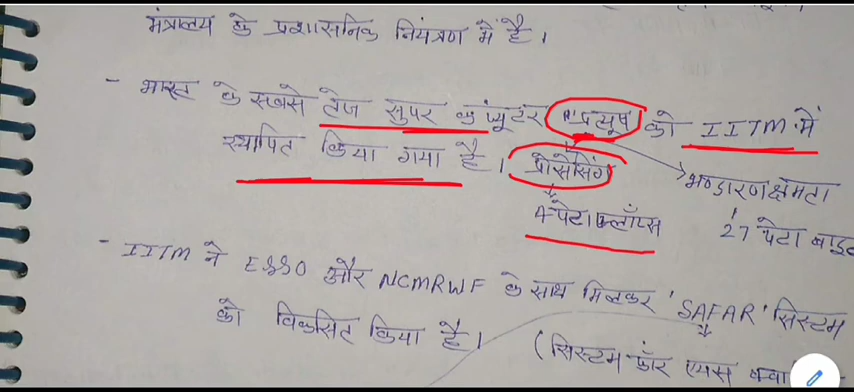 मंत्रालय के प्रशासनिक नियंत्रण में है।
- भारत के सबसे तेज सुपर कंप्यूटर "प्रत्यूष" को IITM में
स्थापित किया गया है। प्रोसेसिंग
भण्डारण क्षमता
4 पेटा फ्लॉप्स
27 पेटा बाइट
- IITM ने ESSO और NCMRWF के साथ मिलकर 'SAFAR' सिस्टम
को विकसित किया है।
(सिस्टम फॉर एयर